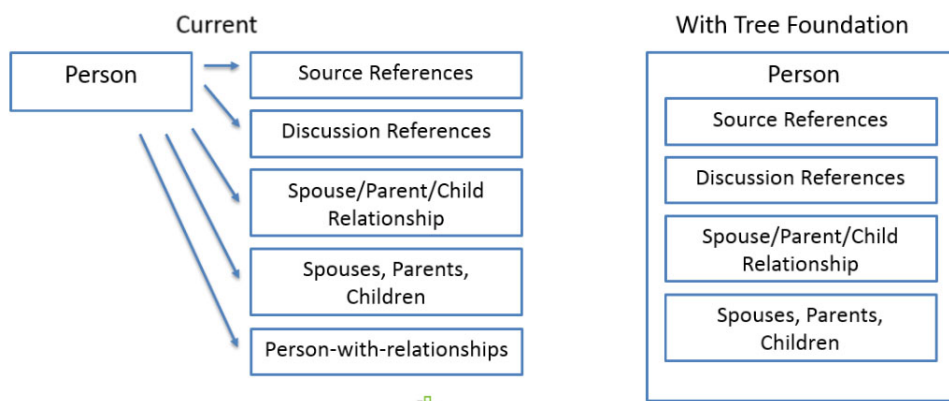 Current
Person
Source References
Discussion References
Spouse/Parent/Child
Relationship
Spouses, Parents,
Children
Person-with-relationships
With Tree Foundation
Person
Source References
Discussion References
Spouse/Parent/Child
Relationship
Spouses, Parents,
Children